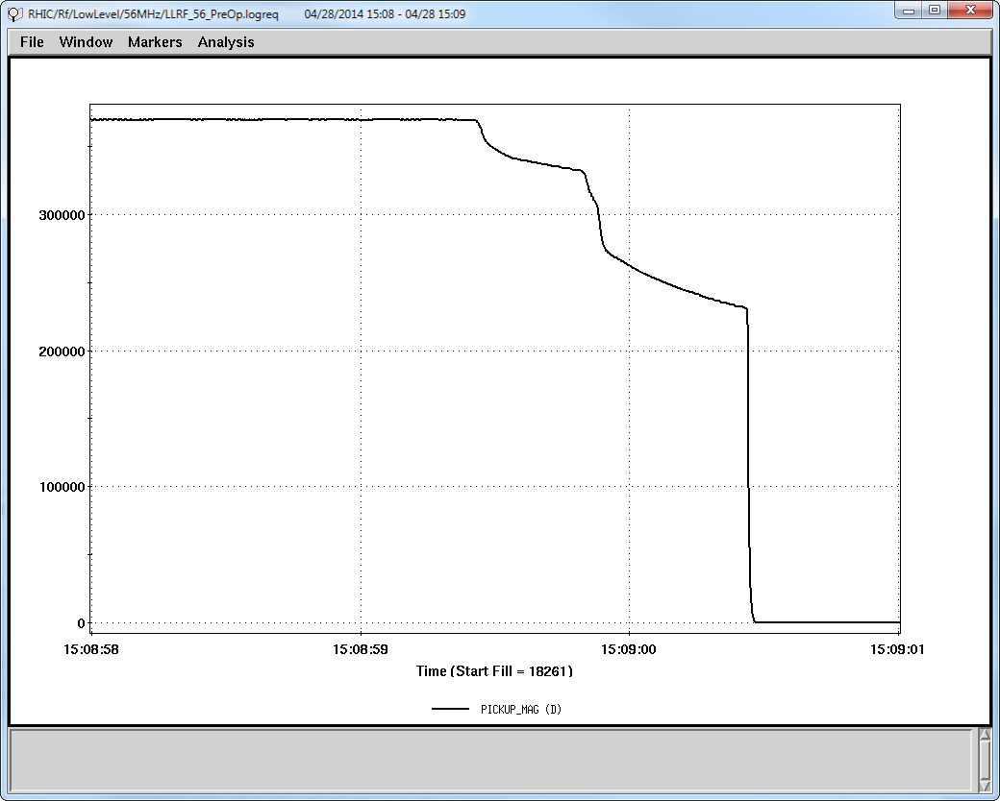 RHIC/Rf/LowLevel/56MHz/LLRF_56_PreOp.logreq 04/28/2014 15:08 - 04/28 15:09
File Window Markers Analysis
300000
200000
100000
0
15:08:58 15:08:59 15:09:00 15:09:01
Time (Start Fill = 18261)
PICKUP_MAG (D)